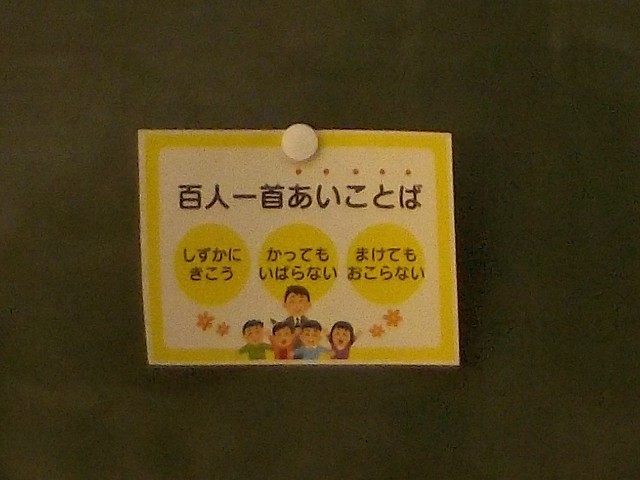 百人一首あいことば
しずかに
きこう
かっても
いばらない
まけても
おこらない